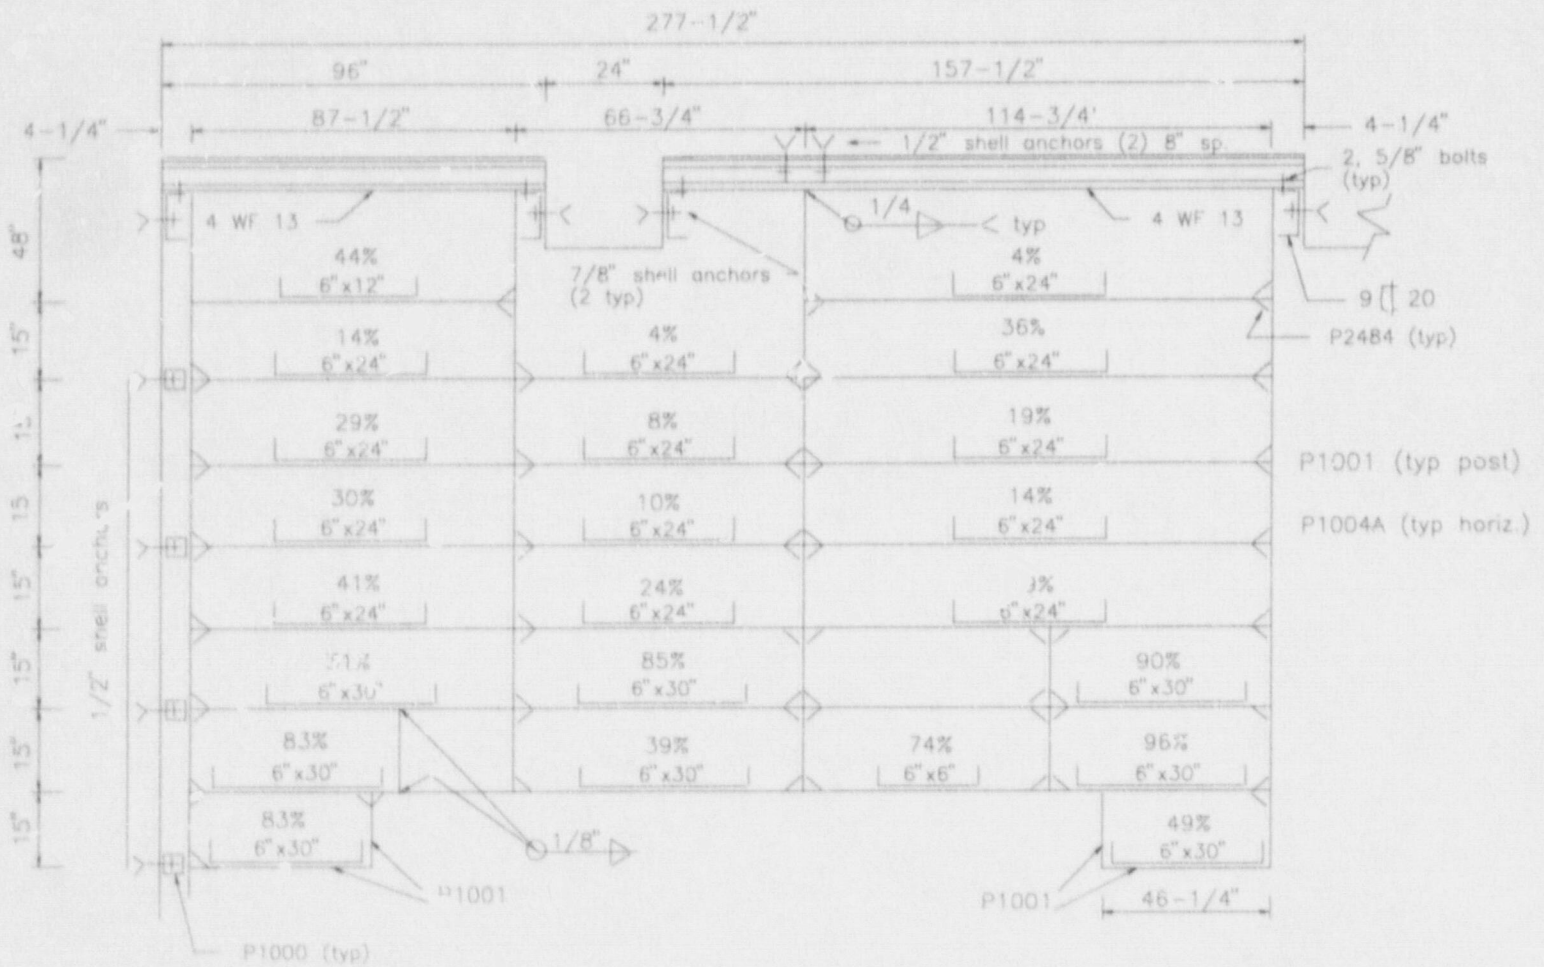 277-1/2"
96"
24"
157-1/2"
4-1/4"
87-1/2"
66-3/4"
114-3/4'
4-1/4"
1/2" shell anchors (2) 8" sp.
2, 5/8" bolts
(typ)
4 WF 13
1/4
typ
4 WF 13
48"
44%
6"x12"
7/8" shell anchors
(2 typ)
4%
6"x24"
9 [ 20
P24B4 (typ)
15"
14%
6"x24"
4%
6"x24"
36%
6"x24"
29%
6"x24"
8%
6"x24"
19%
6"x24"
P1001 (typ post)
15
30%
6"x24"
10%
6"x24"
14%
6"x24"
P1004A (typ horiz.)
1/2" shell
15"
41%
6"x24"
24%
6"x24"
6"x24"
15"
6"x30"
85%
6"x30"
90%
6"x30"
15"
83%
6"x30"
39%
6"x30"
74%
6"x6"
96%
6"x30"
15"
83%
6"x30"
1/8"
49%
6"x30"
P1001
P1001
46-1/4"
P1000 (typ)